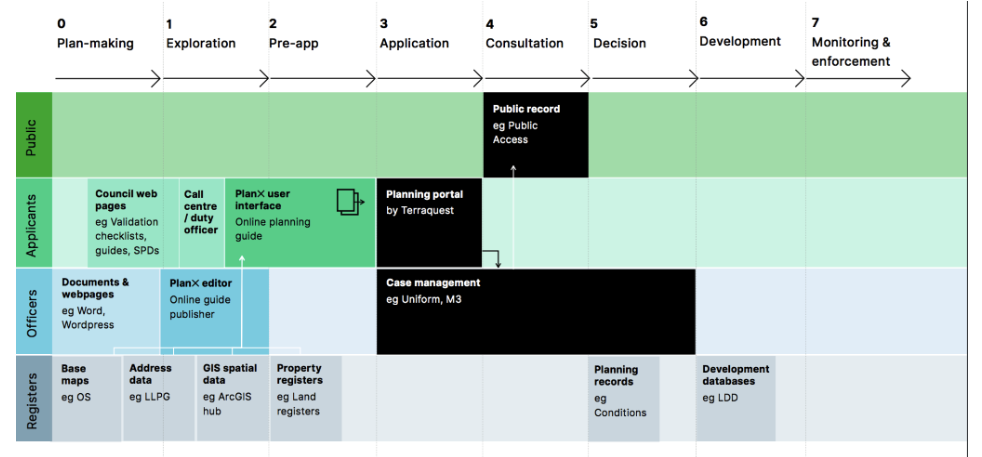 0
Plan-making
1
Exploration
2
Pre-app
3
Application
4
Consultation
5
Decision
6
Development
7
Monitoring &
enforcement
Public
Public record
eg Public
Access
Applicants
Council web
pages
eg Validation
checklists,
guides, SPDs
Call
centre
/ duty
officer
PlanX user
interface
Online planning
guide
Planning portal
by Terraquest
Officers
Documents &
webpages
eg Word,
Wordpress
PlanX editor
Online guide
publisher
Case management
eg Uniform, M3
Registers
Base
maps
eg OS
Address
data
eg LLPG
GIS spatial
data
eg ArcGIS
hub
Property
registers
eg Land
registers
Planning
records
eg
Conditions
Development
databases
eg LDD